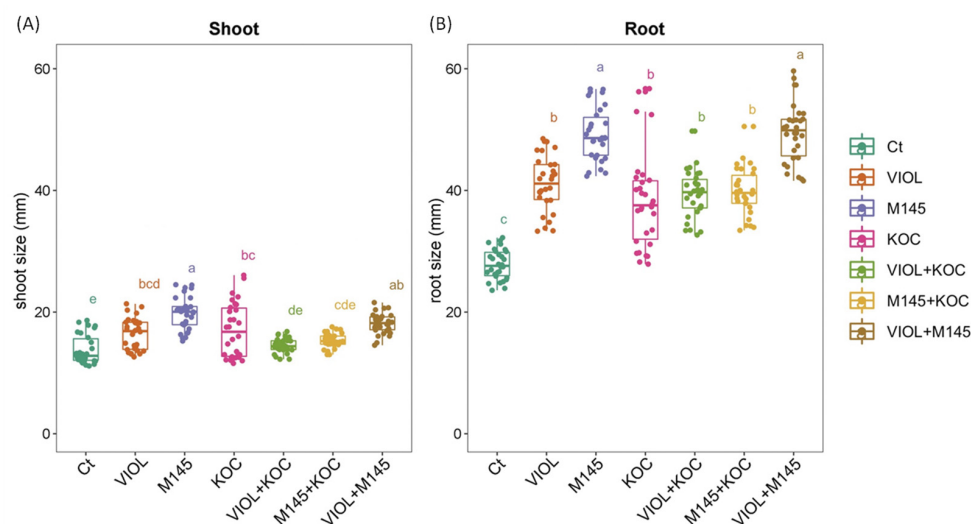 (A)
Shoot
shoot size (mm)
60
40
20
0
e
bcd
a
bc
de
cde
ab
Ct
VIOL
M145
KOC
VIOL+KOC
M145+KOC
VIOL+M145
(B)
Root
root size (mm)
60
40
20
0
c
b
a
b
b
b
a
Ct
VIOL
M145
KOC
VIOL+KOC
M145+KOC
VIOL+M145
Ct
VIOL
M145
KOC
VIOL+KOC
M145+KOC
VIOL+M145